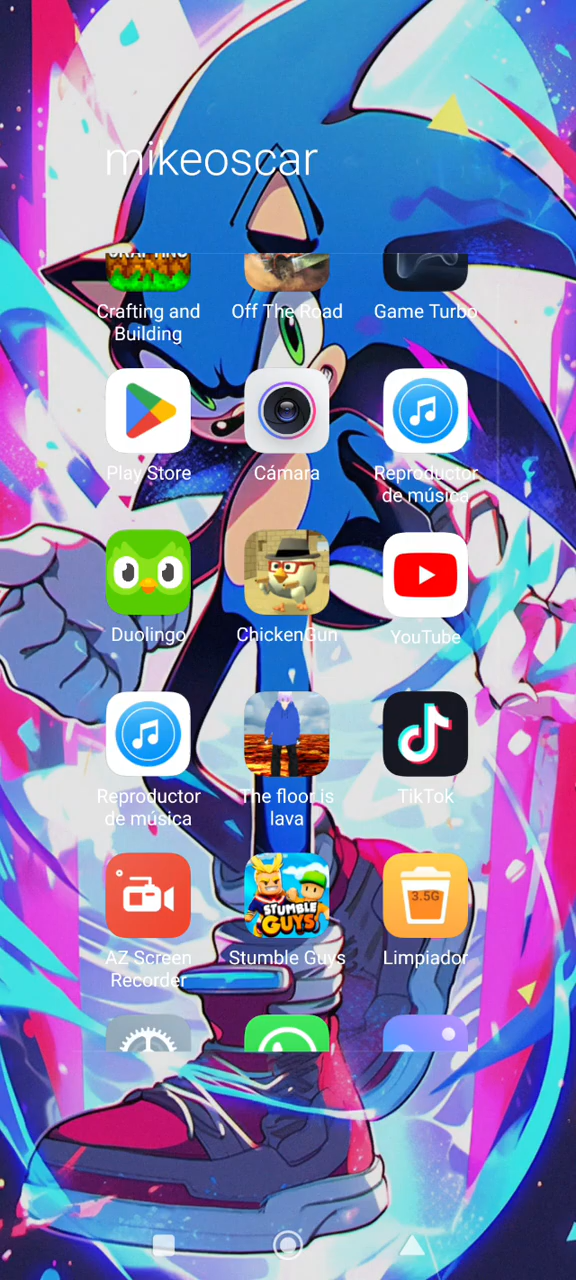 mikeoscar
CRAFTING
Crafting and
Building
Off The Road
Game Turbo
Play Store
Cámara
Reproductor
de música
Duolingo
ChickenGun
YouTube
Reproductor
de música
The floor is
lava
TikTok
STUMBLE
GUYS
3.5G
AZ Screen
Recorder
Stumble Guys
Limpiador